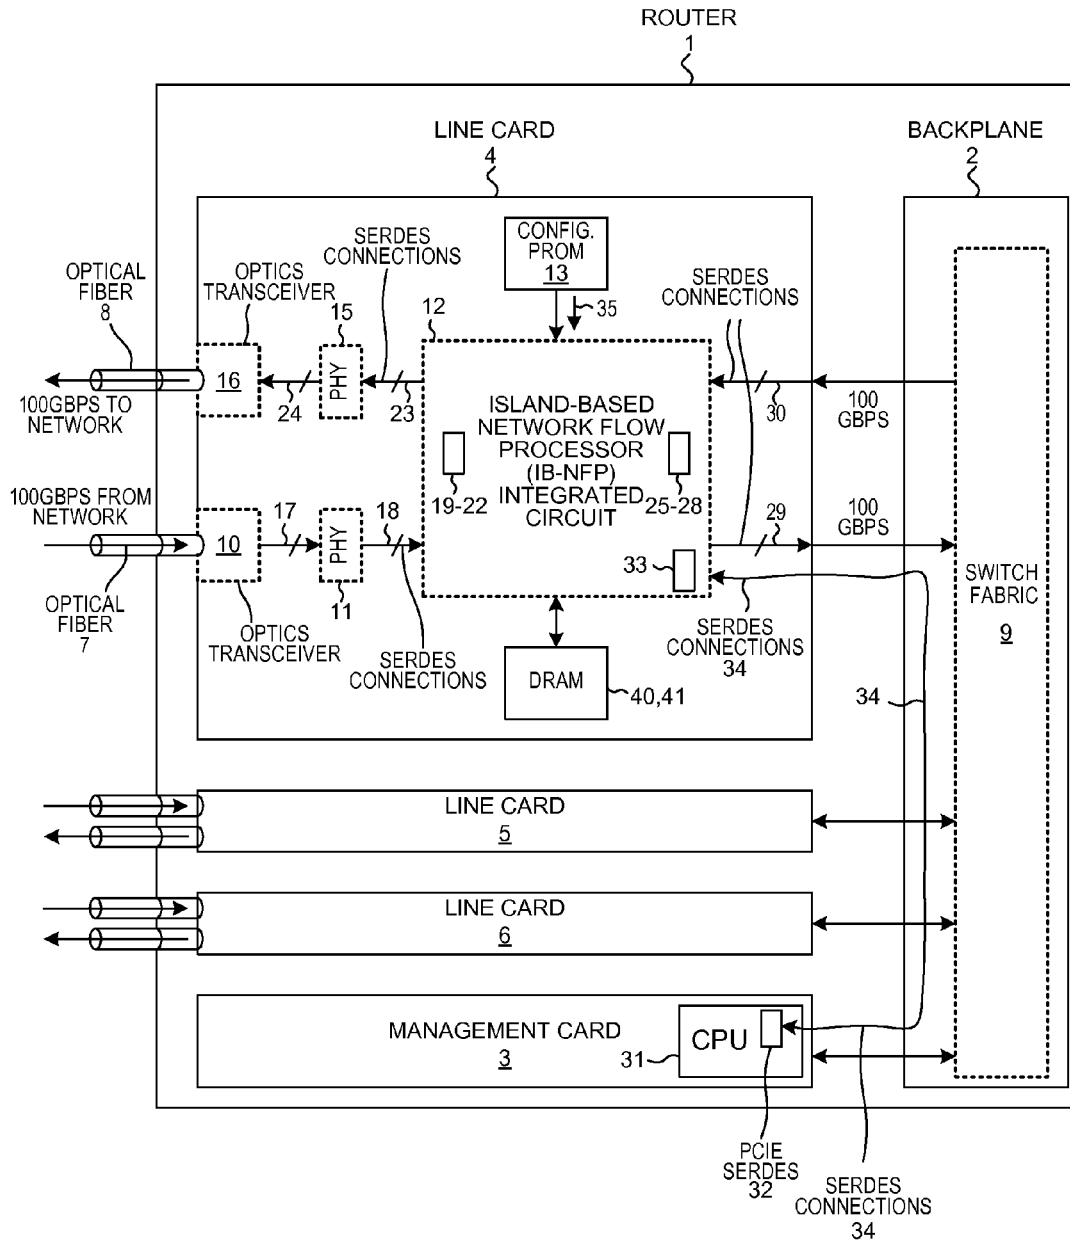 ROUTER
1
LINE CARD
4
BACKPLANE
2
CONFIG.
PROM
13
35
SERDES
CONNECTIONS
OPTICAL
FIBER
8
OPTICS
TRANSCEIVER
15
12
SERDES
CONNECTIONS
16
PHY
24
23
30
100
GBPS
100GBPS TO
NETWORK
ISLAND-BASED
NETWORK FLOW
PROCESSOR
(IB-NFP)
INTEGRATED
CIRCUIT
19-22
25-28
100GBPS FROM
NETWORK
10
17
PHY
18
29
100
GBPS
33
OPTICAL
FIBER
7
11
OPTICS
TRANSCEIVER
SERDES
CONNECTIONS
SERDES
CONNECTIONS
34
DRAM
40,41
SWITCH
FABRIC
9
34
LINE CARD
5
LINE CARD
6
MANAGEMENT CARD
3
31
CPU
PCIE
SERDES
32
SERDES
CONNECTIONS
34